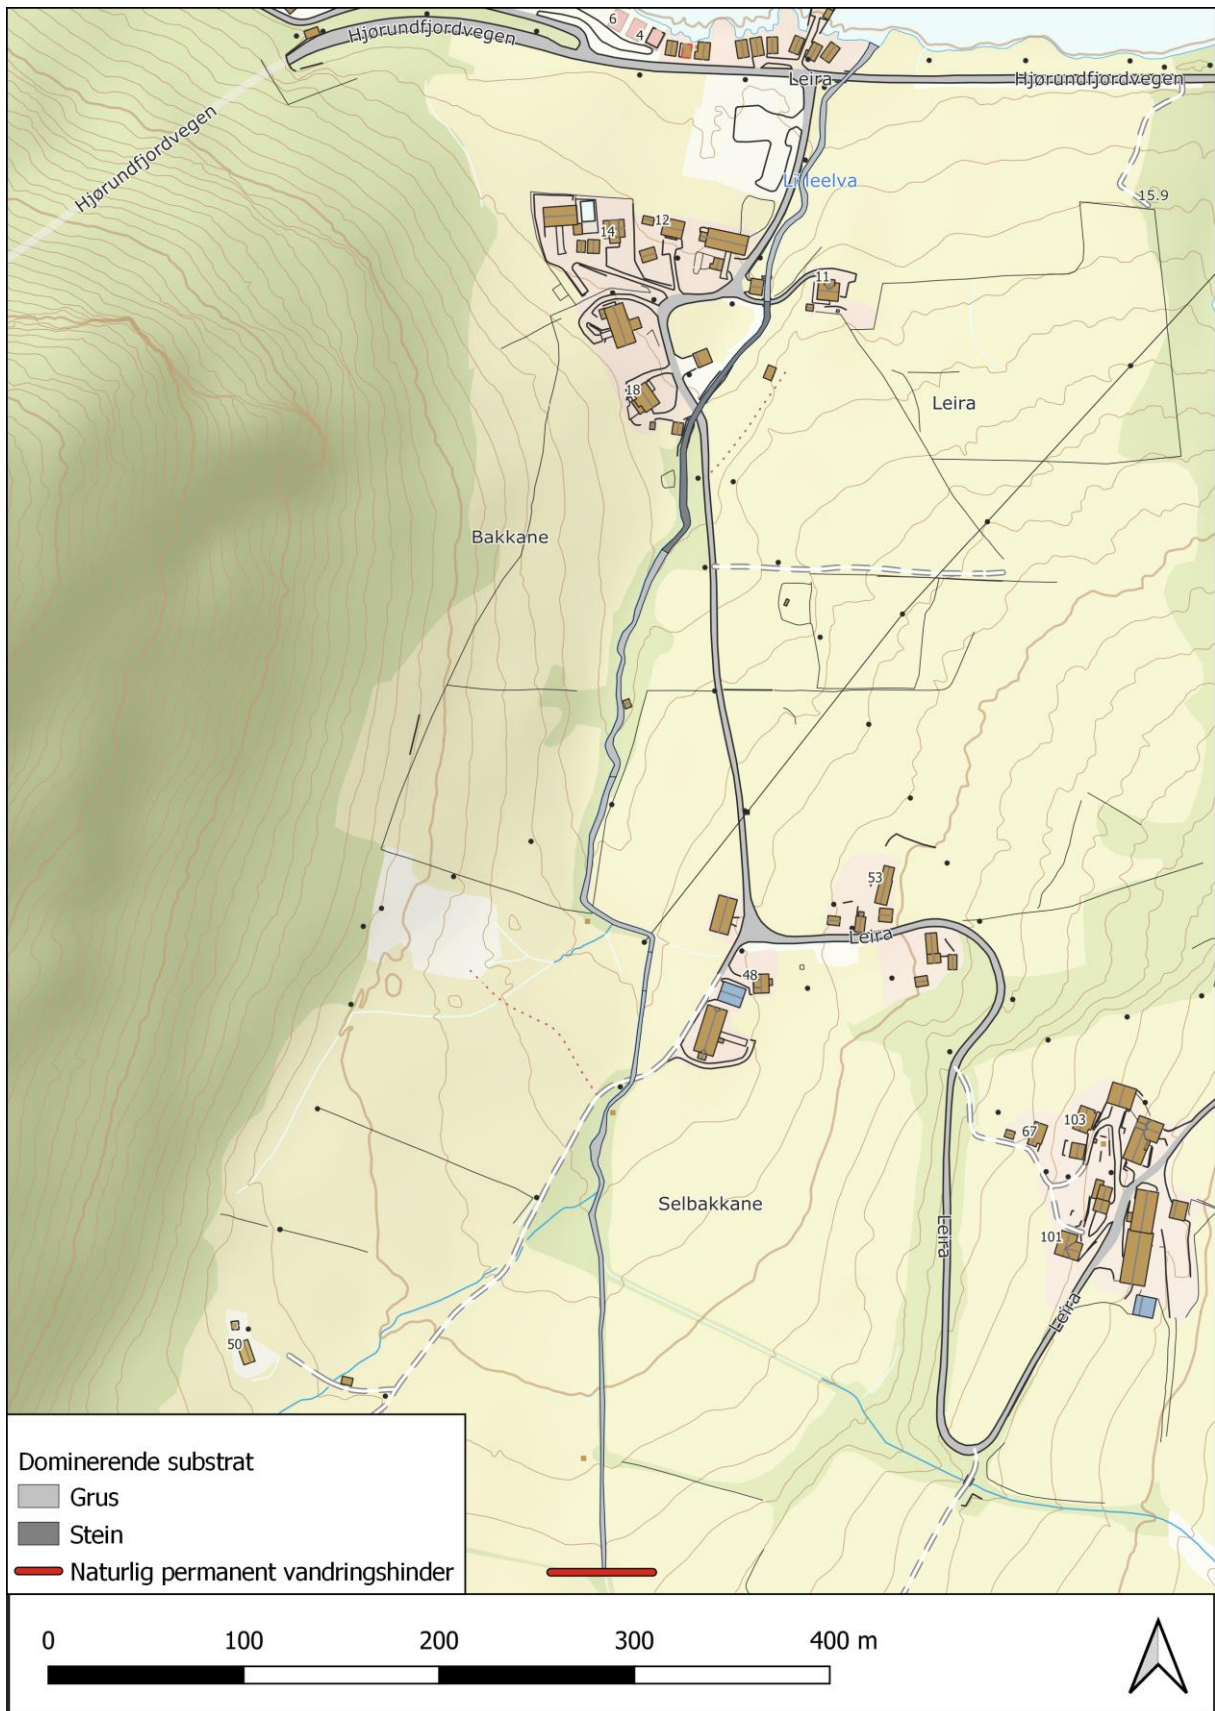 6
4
Hjørundfjordvegen
Leira
Hjørundfjordvegen
Hjørundfjordvegen
Lilleelva
15.9
12
14
11
18
Leira
Bakkane
53
Leira
48
103
67
Selbakkane
Leira
101
Leira
50
Dominerende substrat
Grus
Stein
Naturlig permanent vandringshinder
0 100 200 300 400 m